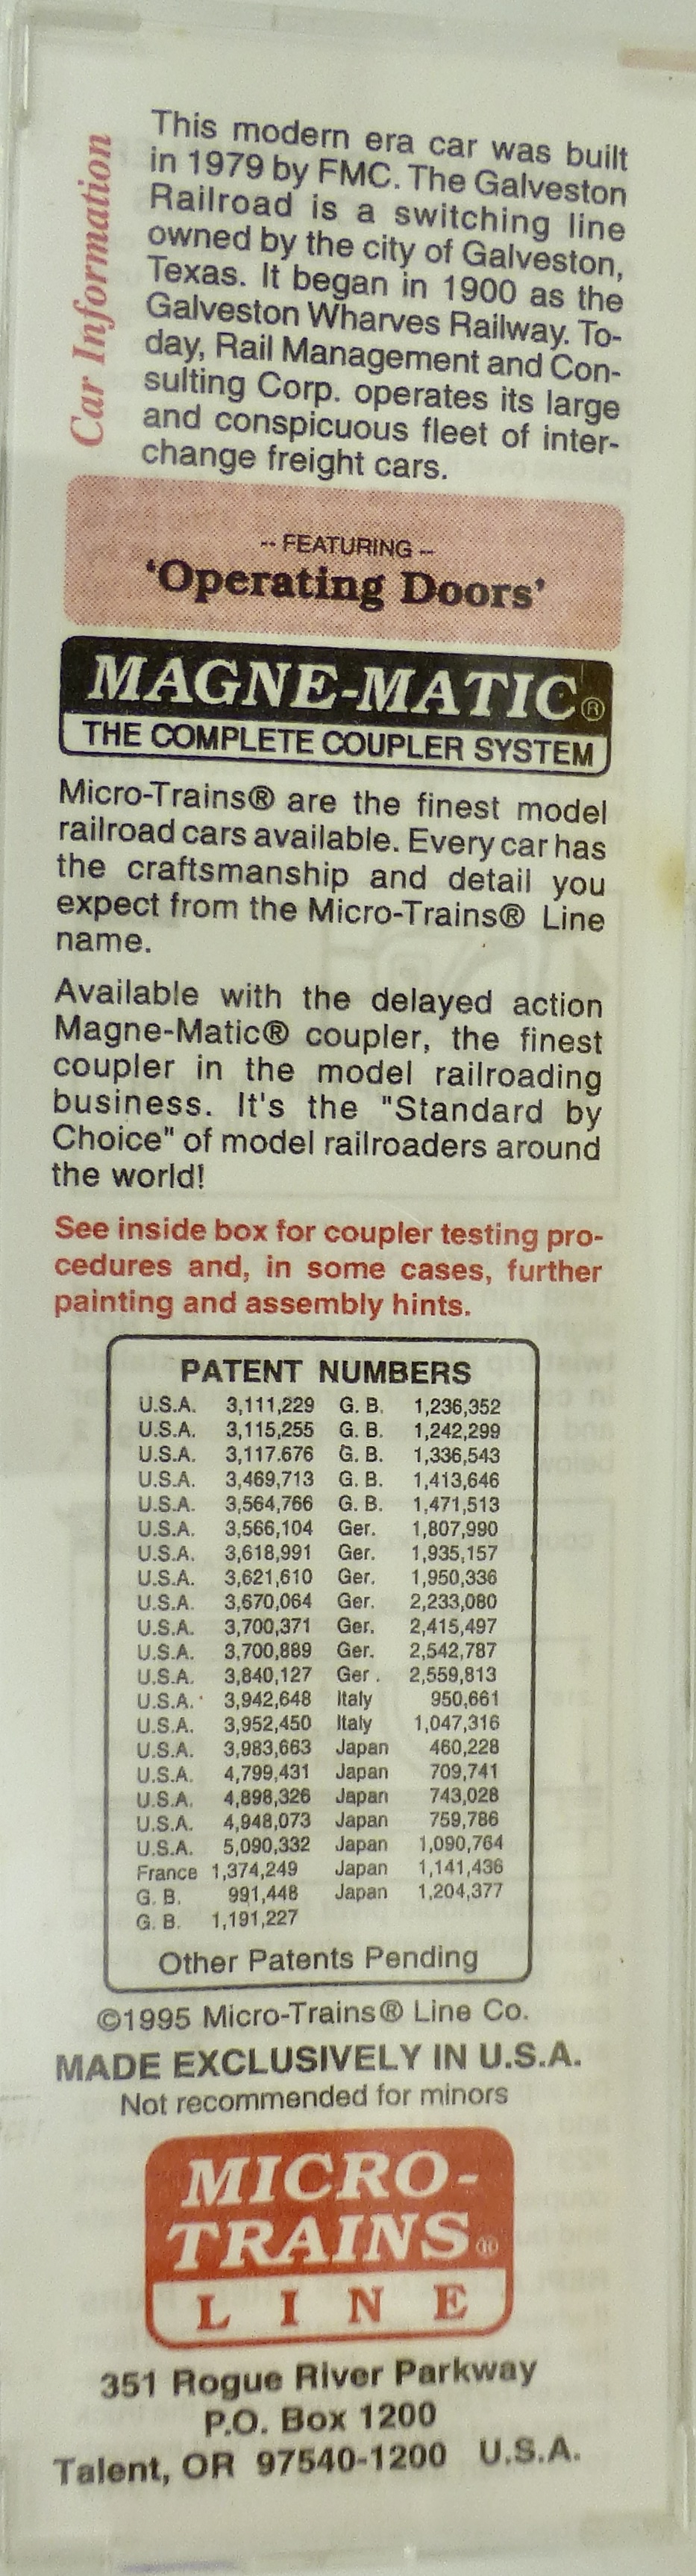 Car Information
This modern era car was built
in 1979 by FMC. The Galveston
Railroad is a switching line
owned by the city of Galveston,
Texas. It began in 1900 as the
Galveston Wharves Railway. To-
day, Rail Management and Con-
sulting Corp. operates its large
and conspicuous fleet of inter-
change freight cars.
-- FEATURING --
'Operating Doors'
MAGNE-MATIC®
THE COMPLETE COUPLER SYSTEM
Micro-Trains® are the finest model
railroad cars available. Every car has
the craftsmanship and detail you
expect from the Micro-Trains® Line
name.
Available with the delayed action
Magne-Matic® coupler, the finest
coupler in the model railroading
business. It's the "Standard by
Choice" of model railroaders around
the world!
See inside box for coupler testing pro-
cedures and, in some cases, further
painting and assembly hints.
PATENT NUMBERS
U.S.A. 3,111,229 G. B. 1,236,352
U.S.A. 3,115,255 G. B. 1,242,299
U.S.A. 3,117.676 G. B. 1,336,543
U.S.A. 3,469,713 G. B. 1,413,646
U.S.A. 3,564,766 G. B. 1,471,513
U.S.A. 3,566,104 Ger. 1,807,990
U.S.A. 3,618,991 Ger. 1,935,157
U.S.A. 3,621,610 Ger. 1,950,336
U.S.A. 3,670,064 Ger. 2,233,080
U.S.A. 3,700,371 Ger. 2,415,497
U.S.A. 3,700,889 Ger. 2,542,787
U.S.A. 3,840,127 Ger . 2,559,813
U.S.A. 3,942,648 Italy 950,661
U.S.A. 3,952,450 Italy 1,047,316
U.S.A. 3,983,663 Japan 460,228
U.S.A. 4,799,431 Japan 709,741
U.S.A. 4,898,326 Japan 743,028
U.S.A. 4,948,073 Japan 759,786
U.S.A. 5,090,332 Japan 1,090,764
France 1,374,249 Japan 1,141,436
G. B. 991,448 Japan 1,204,377
G. B. 1,191,227
Other Patents Pending
©1995 Micro-Trains® Line Co.
MADE EXCLUSIVELY IN U.S.A.
Not recommended for minors
MICRO-
TRAINS®
LINE
351 Rogue River Parkway
P.O. Box 1200
Talent, OR 97540-1200 U.S.A.